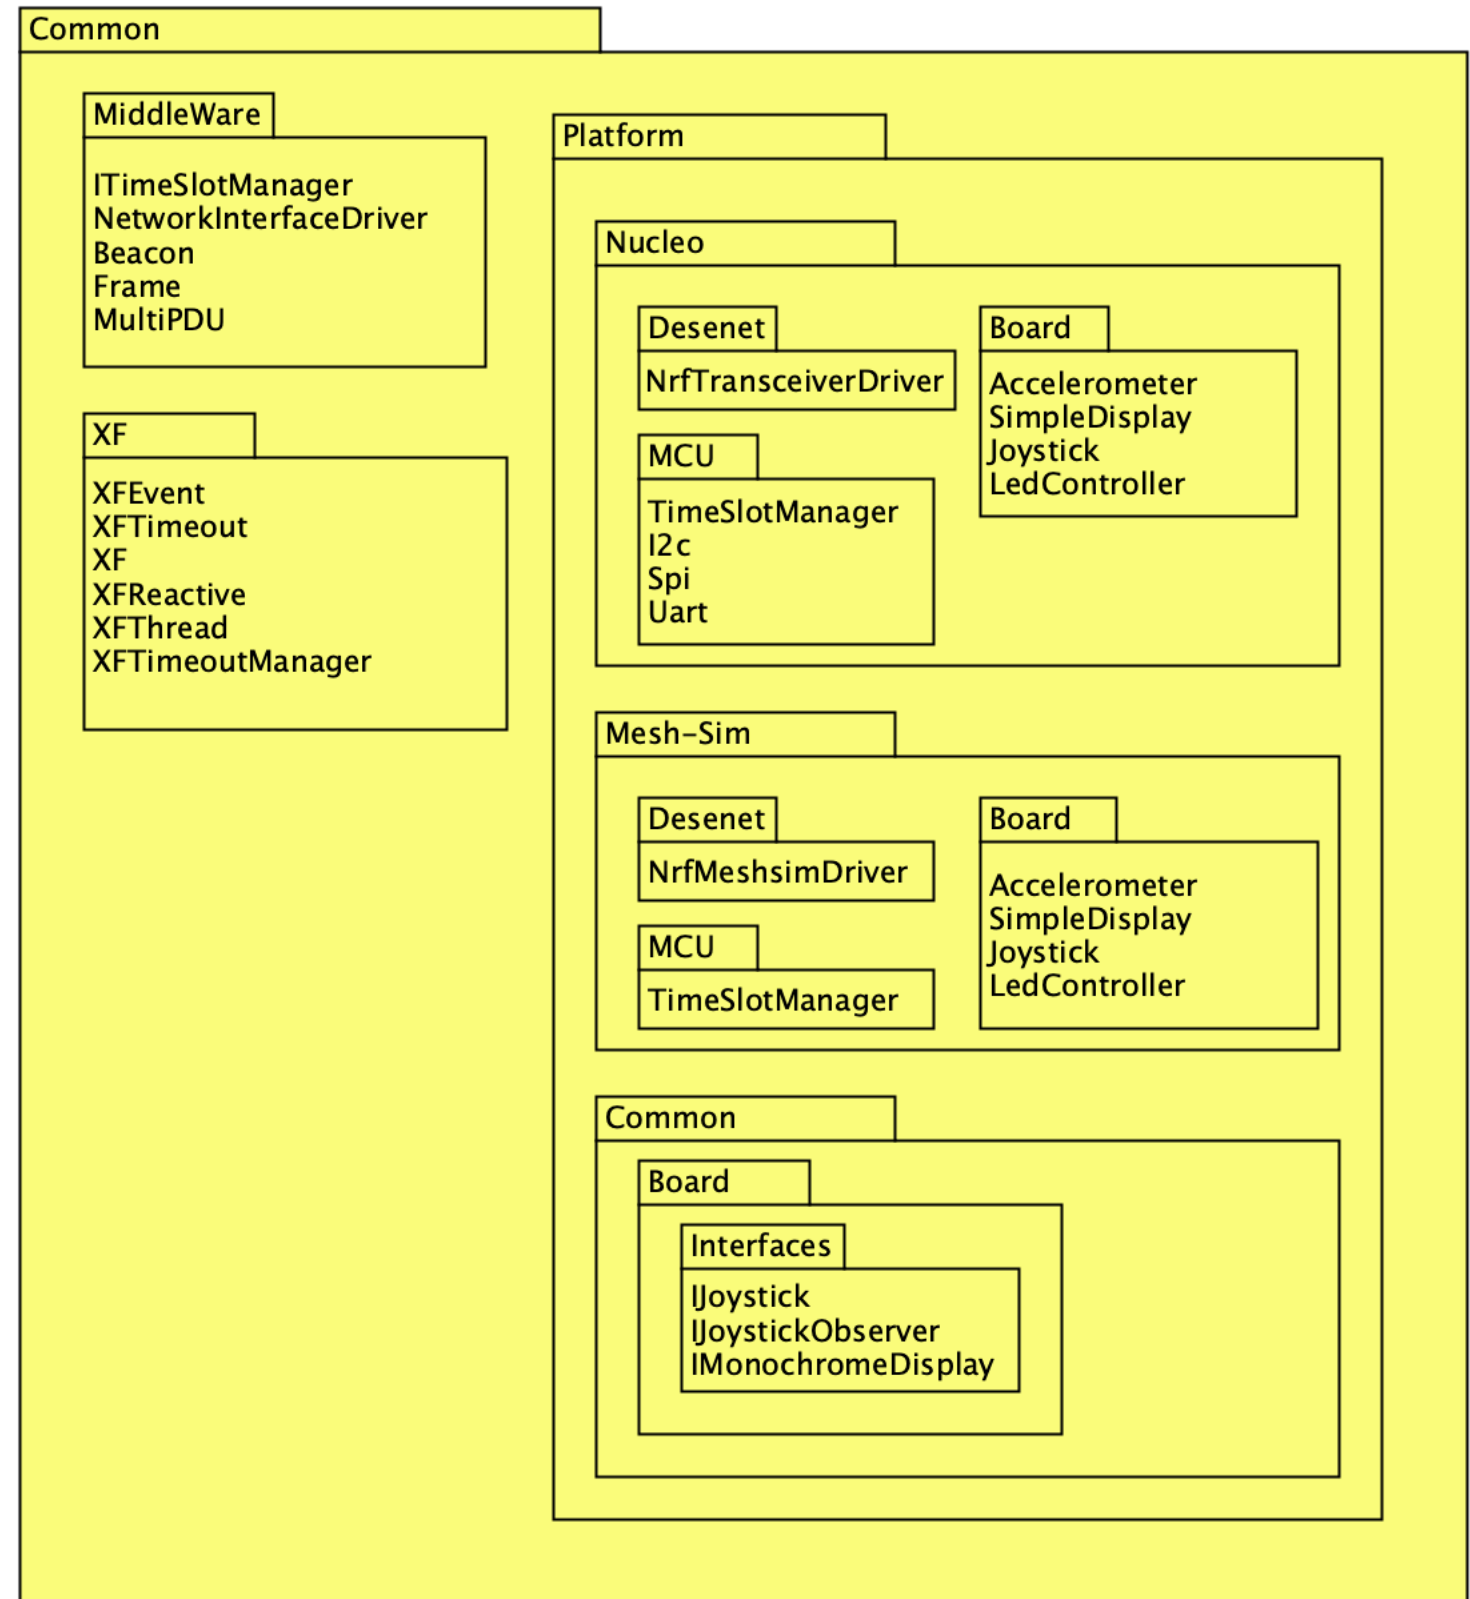 Common
MiddleWare
ITimeSlotManager
NetworkInterfaceDriver
Beacon
Frame
MultiPDU
XF
XFEvent
XFTimeout
XF
XFReactive
XFThread
XFTimeoutManager
Platform
Nucleo
Desenet
NrfTransceiverDriver
MCU
TimeSlotManager
I2c
Spi
Uart
Board
Accelerometer
SimpleDisplay
Joystick
LedController
Mesh-Sim
Desenet
NrfMeshsimDriver
MCU
TimeSlotManager
Board
Accelerometer
SimpleDisplay
Joystick
LedController
Common
Board
Interfaces
IJoystick
IJoystickObserver
IMonochromeDisplay